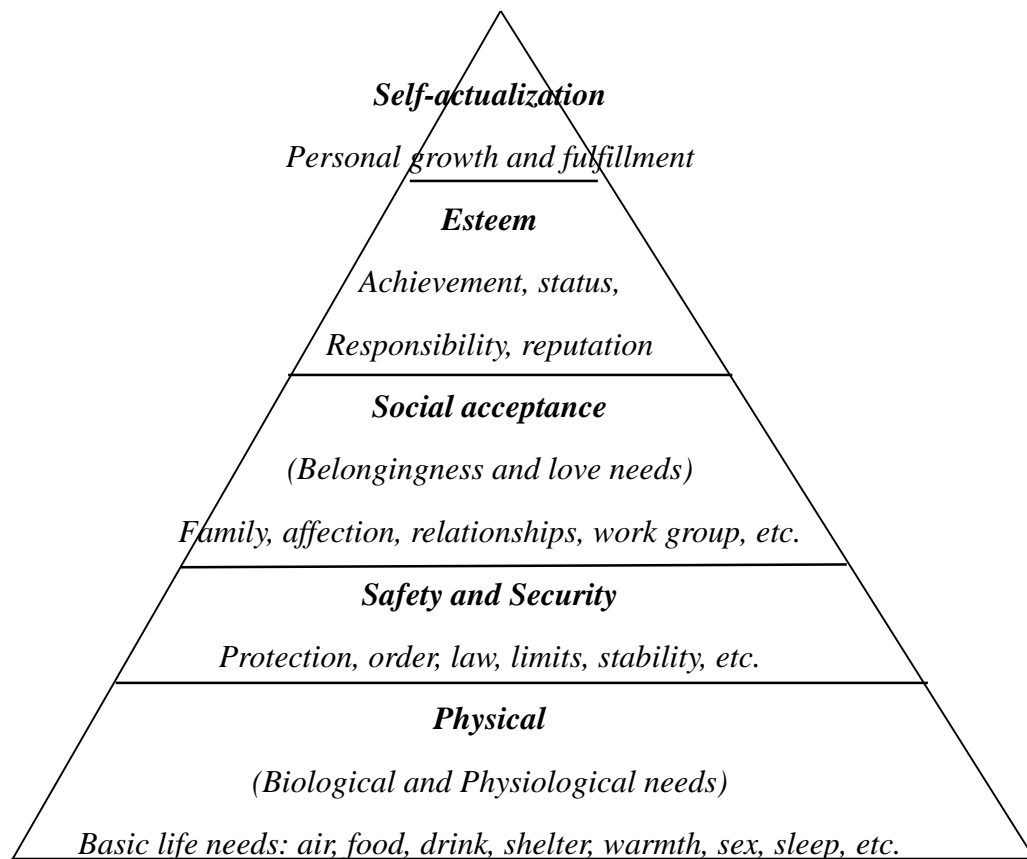 Self-actualization
Personal growth and fulfillment
Esteem
Achievement, status,
Responsibility, reputation
Social acceptance
(Belongingness and love needs)
Family, affection, relationships, work group, etc.
Safety and Security
Protection, order, law, limits, stability, etc.
Physical
(Biological and Physiological needs)
Basic life needs: air, food, drink, shelter, warmth, sex, sleep, etc.